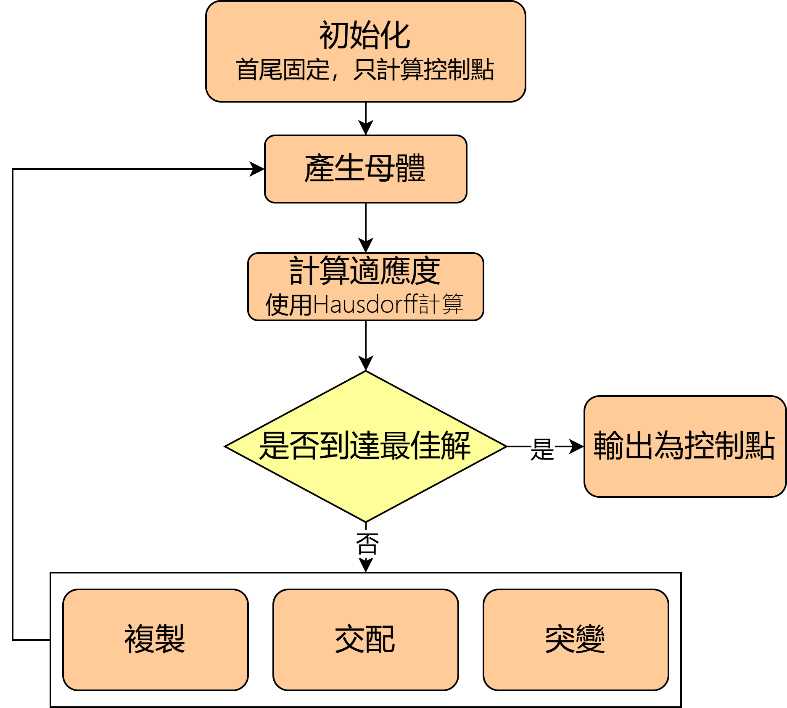 初始化
首尾固定，只計算控制點
產生母體
計算適應度
使用Hausdorff計算
是否到達最佳解
是
輸出為控制點
否
複製
交配
突變